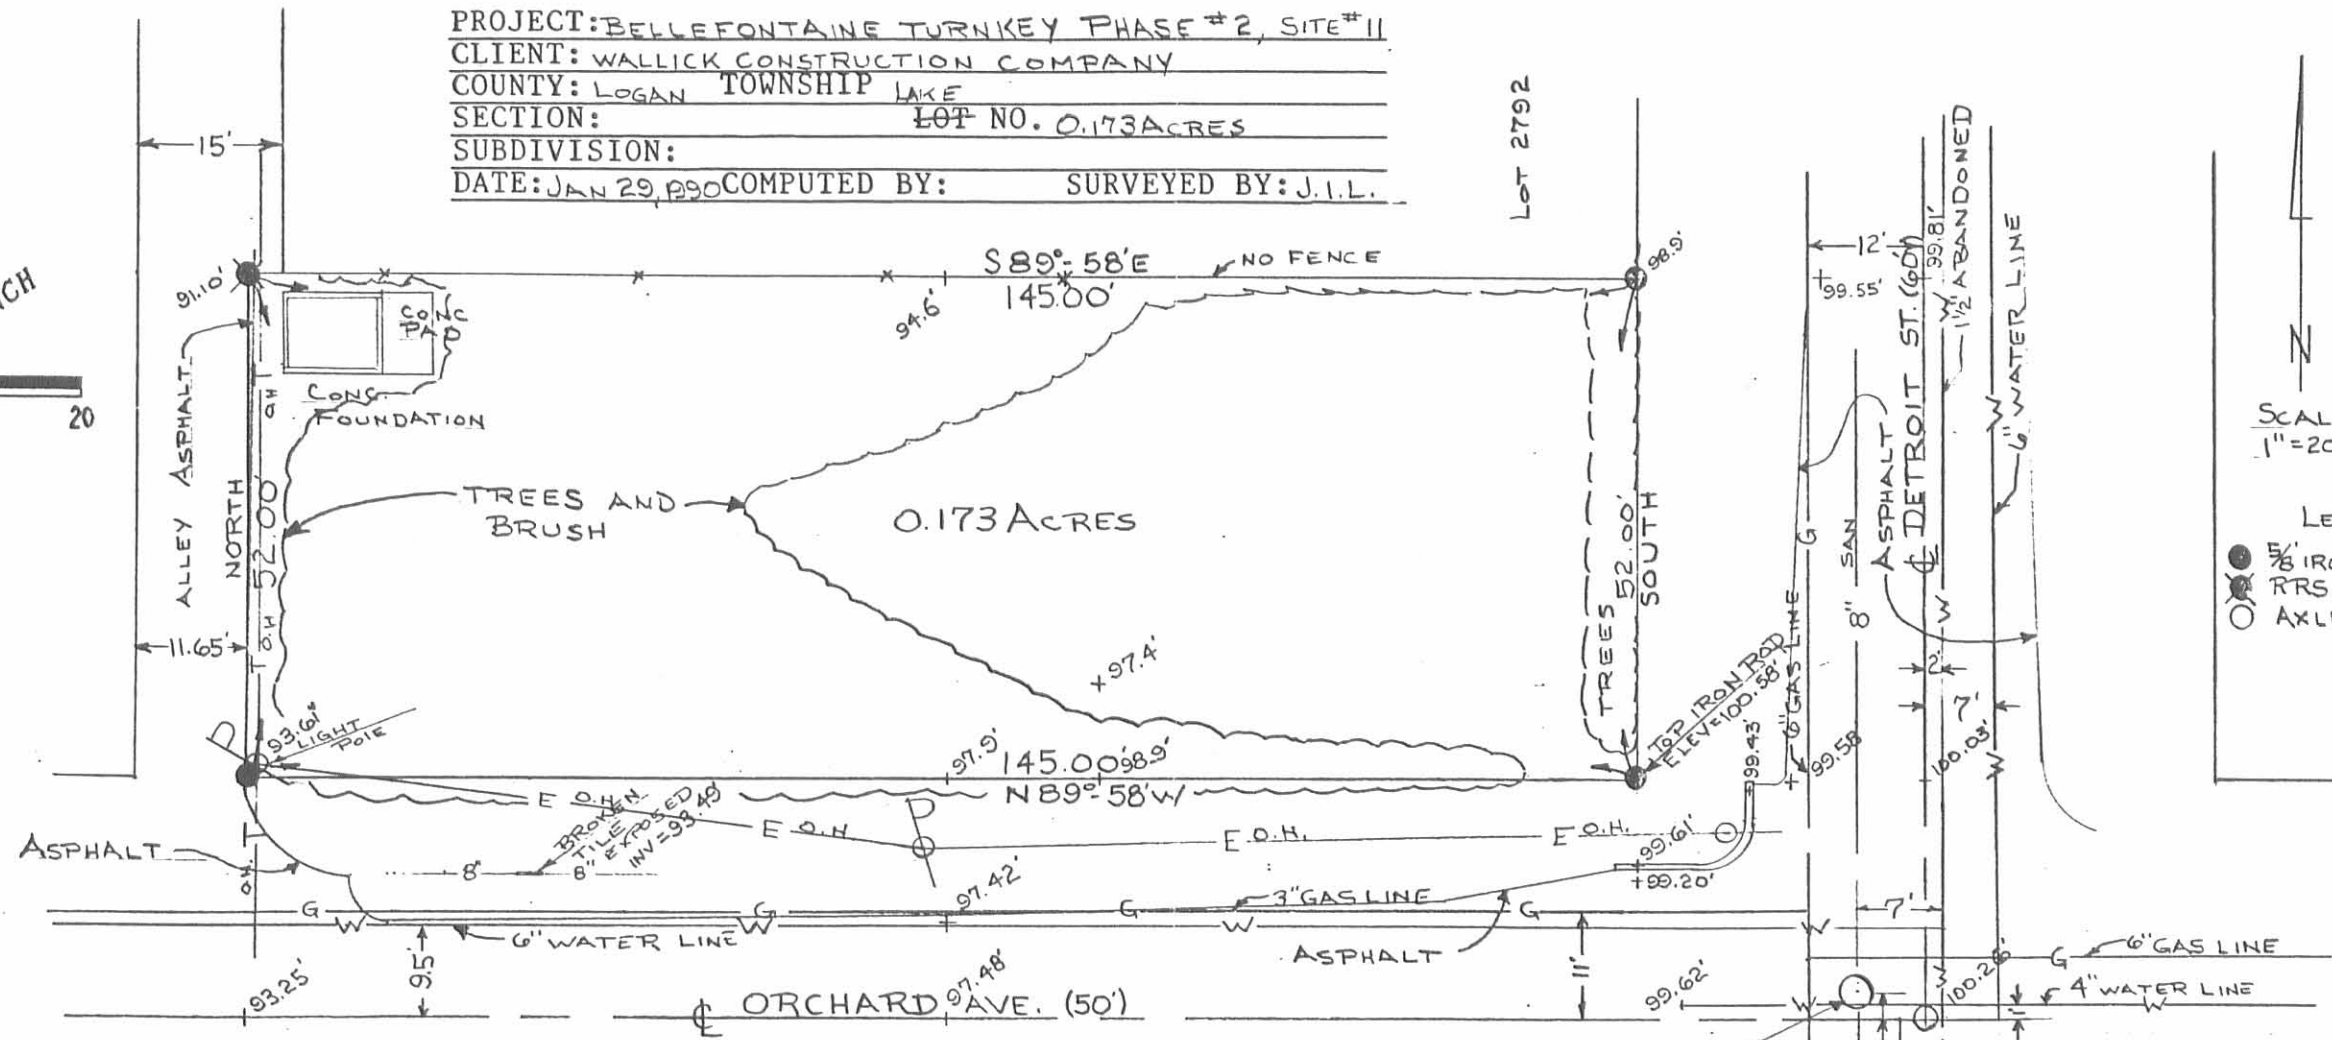 PROJECT: BELLEFONTAINE TURNKEY PHASE #2, SITE #11
CLIENT: WALLICK CONSTRUCTION COMPANY
COUNTY: LOGAN TOWNSHIP LAKE
SECTION: LOT NO. 0.173 ACRES
SUBDIVISION:
DATE: JAN 29, 1990 COMPUTED BY: SURVEYED BY: J.I.L.
LOT 2792
15'
20
91.10'
S 89°-58' E
145.00'
NO FENCE
98.9'
94.6'
CONC
PAD
CONC.
FOUNDATION
ALLEY ASPHALT
NORTH
52.00'
O.H
T
O.H
T
11.65'
TREES AND
BRUSH
0.173 ACRES
97.4'
TREES
52.00'
SOUTH
TOP IRON ROD
ELEV=100.58'
93.61'
LIGHT
POLE
P
97.9'
145.00'
98.9'
N 89°-58' W
12'
99.55'
99.81'
1½" ABANDONED
6" WATER LINE
W
W
W
W
ASPHALT
DETROIT ST. (60')
8" SAN
G
6" GAS LINE
2'
7'
99.43'
99.58
100.03'
N
1"=20
E O.H.
E O.H
E O.H.
E O.H.
P
BROKEN
TILE
8" EXPOSED
INV=93.49'
8"
8"
ASPHALT
T
O.H.
99.61'
99.20'
97.42'
3" GAS LINE
G
G
G
G
W
W
W
W
6" WATER LINE
9.5'
ASPHALT
11'
7'
6" GAS LINE
G
4" WATER LINE
W
W
W
1'
93.25'
97.48'
99.62'
100.26'
℄ ORCHARD AVE. (50')